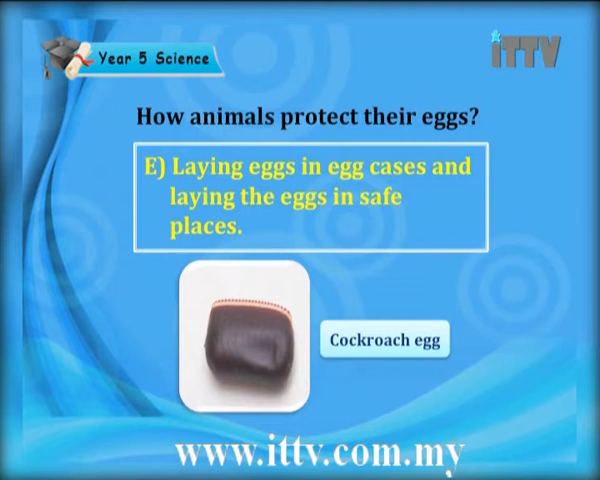 Year 5 Science
iTTV
How animals protect their eggs?
E) Laying eggs in egg cases and
laying the eggs in safe
places.
Cockroach egg
www.ittv.com.my